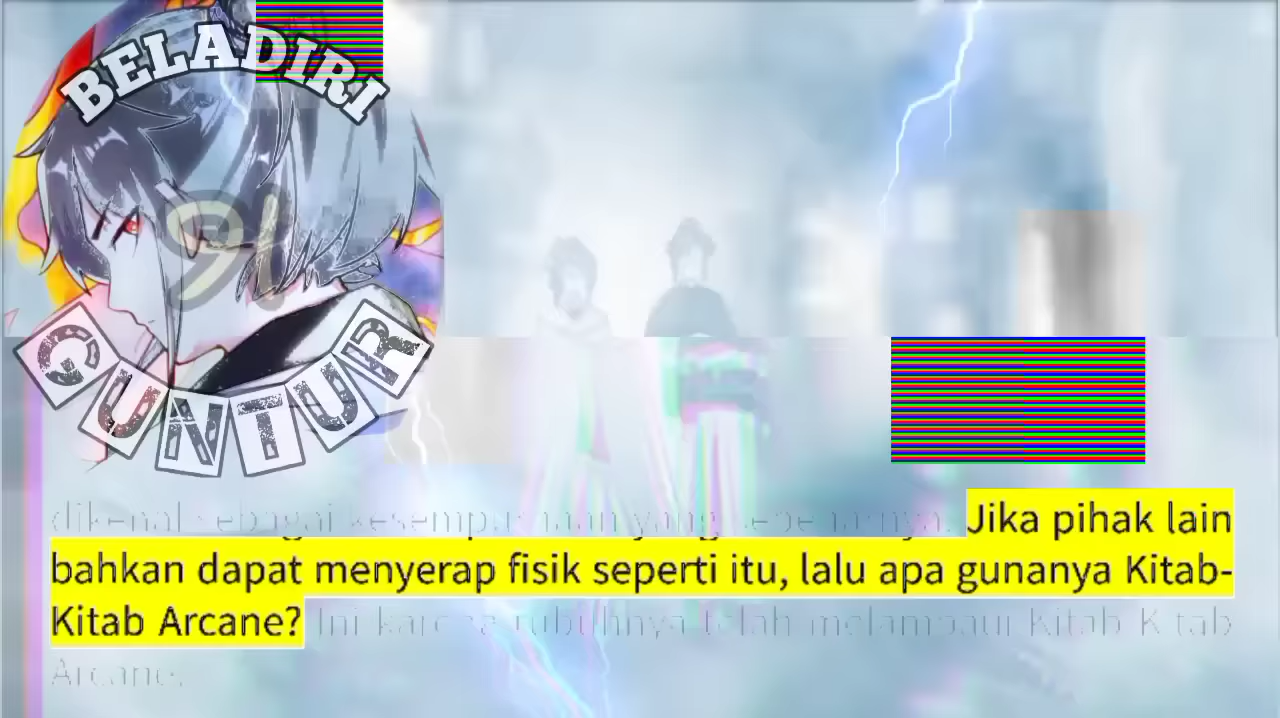 BELADIRI
GUNTUR
dikenal sebagai kesempurnaan yang sebenarnya. Jika pihak lain
bahkan dapat menyerap fisik seperti itu, lalu apa gunanya Kitab-
Kitab Arcane? Ini karena tubuhnya telah melampaui Kitab Kitab
Arcane.